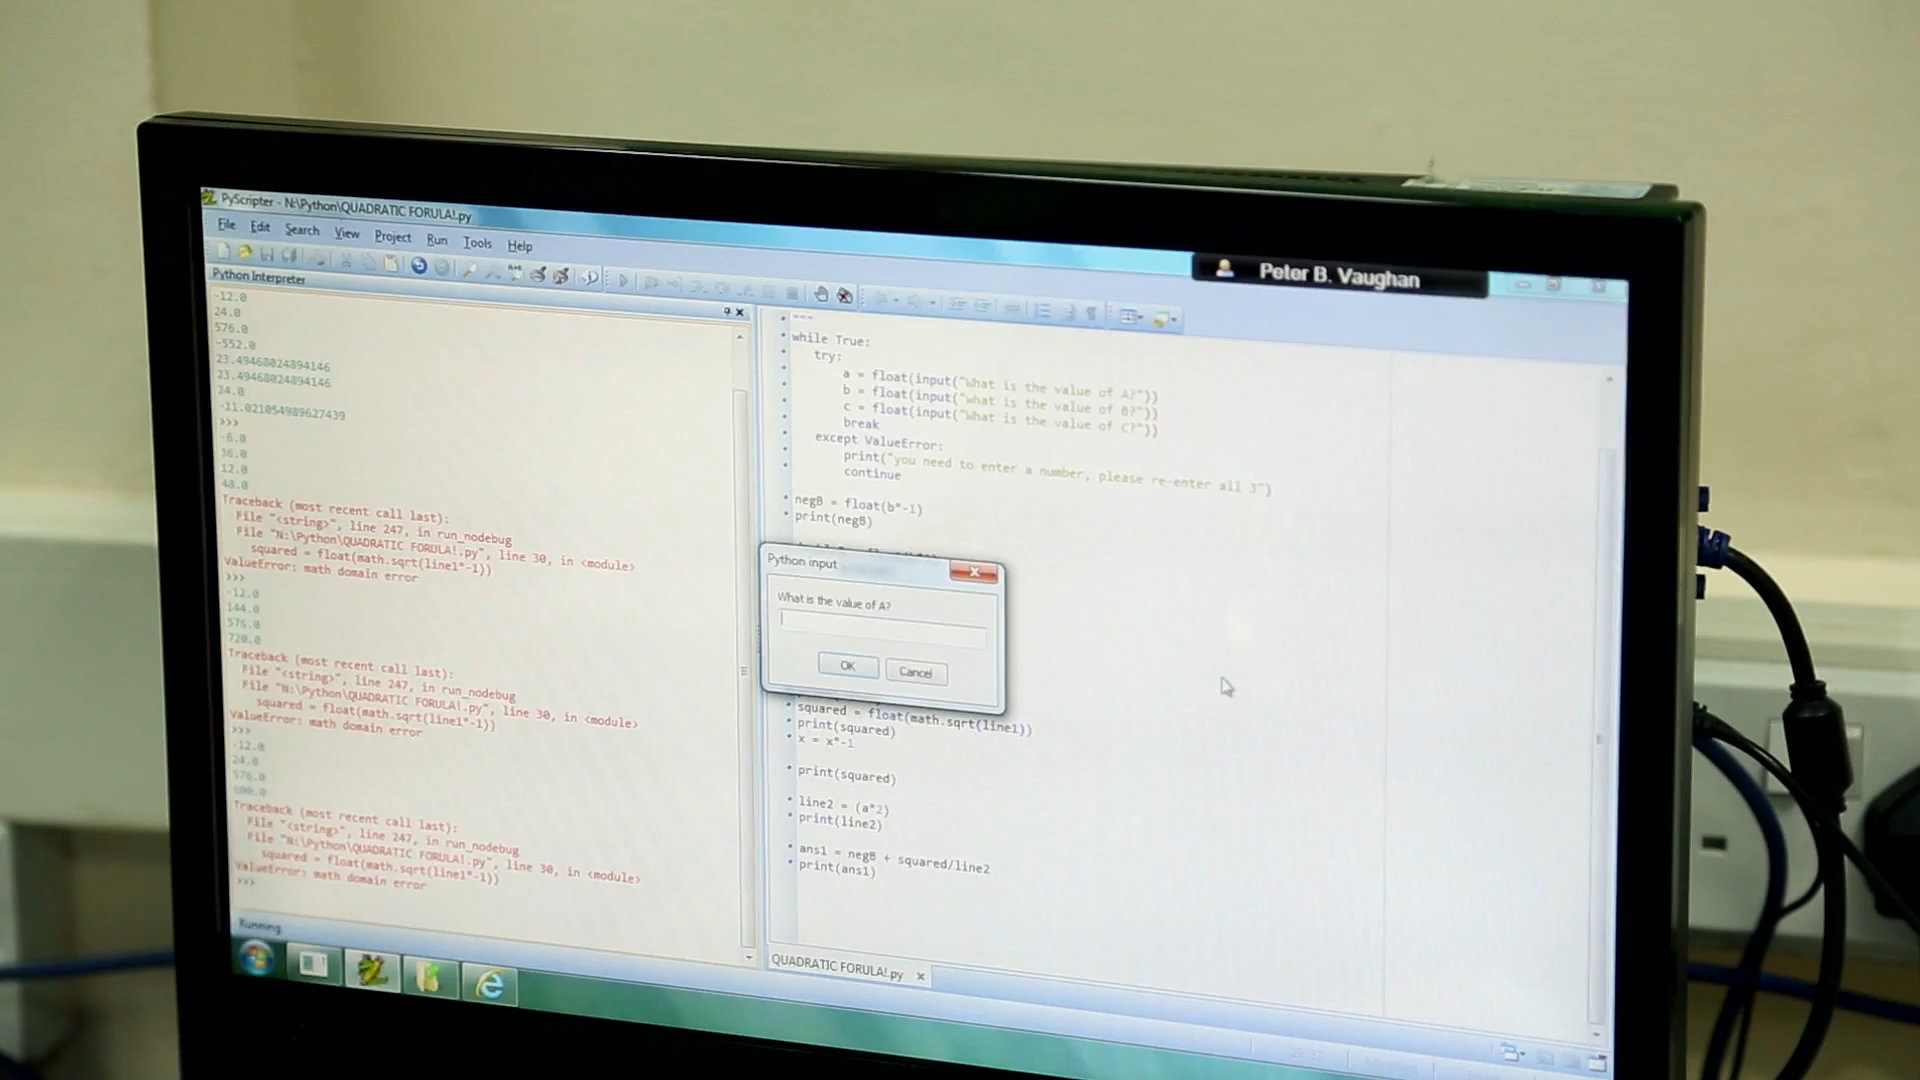 PyScripter - N:\Python\QUADRATIC FORULA!.py
File Edit Search View Project Run Tools Help
Peter B. Vaughan
Python Interpreter
-12.0
24.0
576.0
-552.0
23.49468024894146
23.49468024894146
24.0
-11.021054989627439
>>>
-6.0
36.0
12.0
48.0
Traceback (most recent call last):
File "<string>", line 247, in run_nodebug
File "N:\Python\QUADRATIC FORULA!.py", line 30, in <module>
squared = float(math.sqrt(line1*-1))
ValueError: math domain error
>>>
-12.0
144.0
576.0
720.0
Traceback (most recent call last):
File "<string>", line 247, in run_nodebug
File "N:\Python\QUADRATIC FORULA!.py", line 30, in <module>
squared = float(math.sqrt(line1*-1))
ValueError: math domain error
>>>
-12.0
24.0
576.0
600.0
Traceback (most recent call last):
File "<string>", line 247, in run_nodebug
File "N:\Python\QUADRATIC FORULA!.py", line 30, in <module>
squared = float(math.sqrt(line1*-1))
ValueError: math domain error
>>>
Running
"""
while True:
try:
a = float(input("What is the value of A?"))
b = float(input("what is the value of B?"))
c = float(input("What is the value of C?"))
break
except ValueError:
print("you need to enter a number, please re-enter all 3")
continue
negB = float(b*-1)
print(negB)
Python input
What is the value of A?
OK Cancel
squared = float(math.sqrt(line1))
print(squared)
x = x*-1
print(squared)
line2 = (a*2)
print(line2)
ans1 = negB + squared/line2
print(ans1)
QUADRATIC FORULA!.py